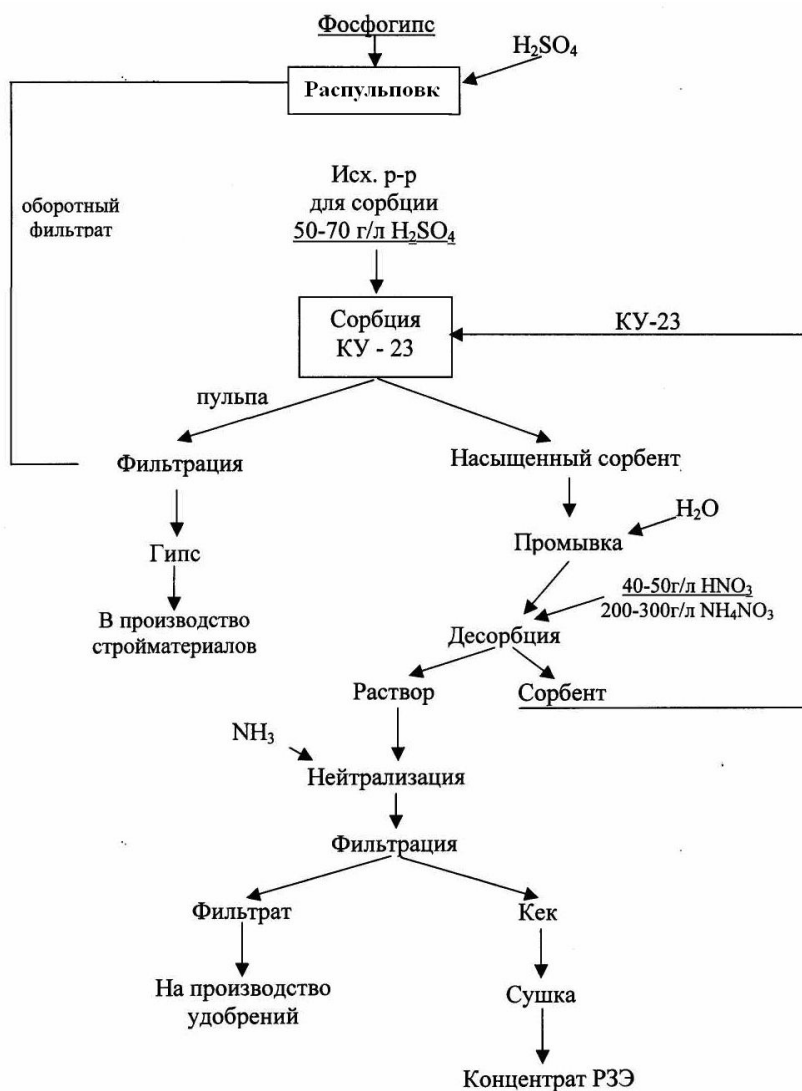 Фосфогипс
H₂SO₄
Распульповк
оборотный
фильтрат
Исх. р-р
для сорбции
50-70 г/л H₂SO₄
Сорбция
КУ - 23
КУ-23
пульпа
Фильтрация
Насыщенный сорбент
H₂O
Гипс
Промывка
40-50г/л HNO₃
200-300г/л NH₄NO₃
В производство
стройматериалов
Десорбция
Раствор
Сорбент
NH₃
Нейтрализация
Фильтрация
Фильтрат
Кек
На производство
удобрений
Сушка
Концентрат РЗЭ